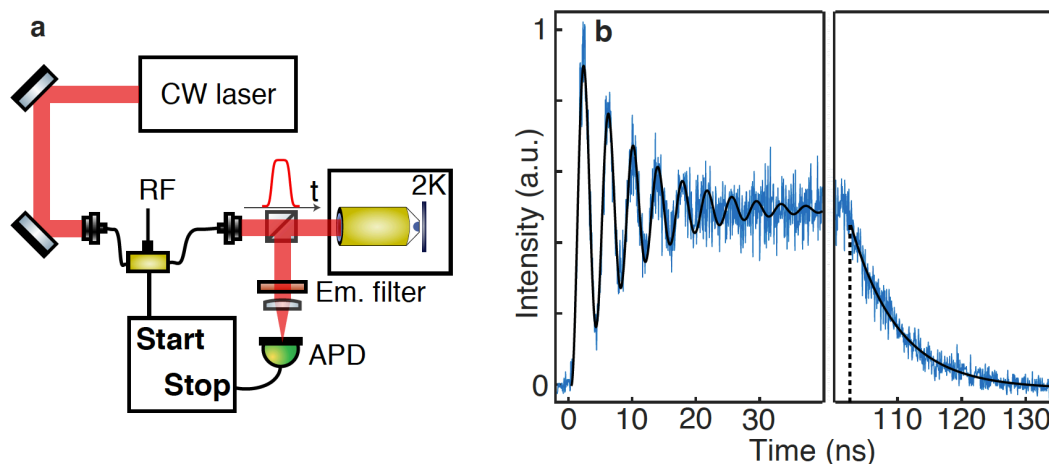 a
CW laser
RF
t
2K
Em. filter
Start
Stop
APD
b
Intensity (a.u.)
1
0
0 10 20 30 110 120 130
Time (ns)